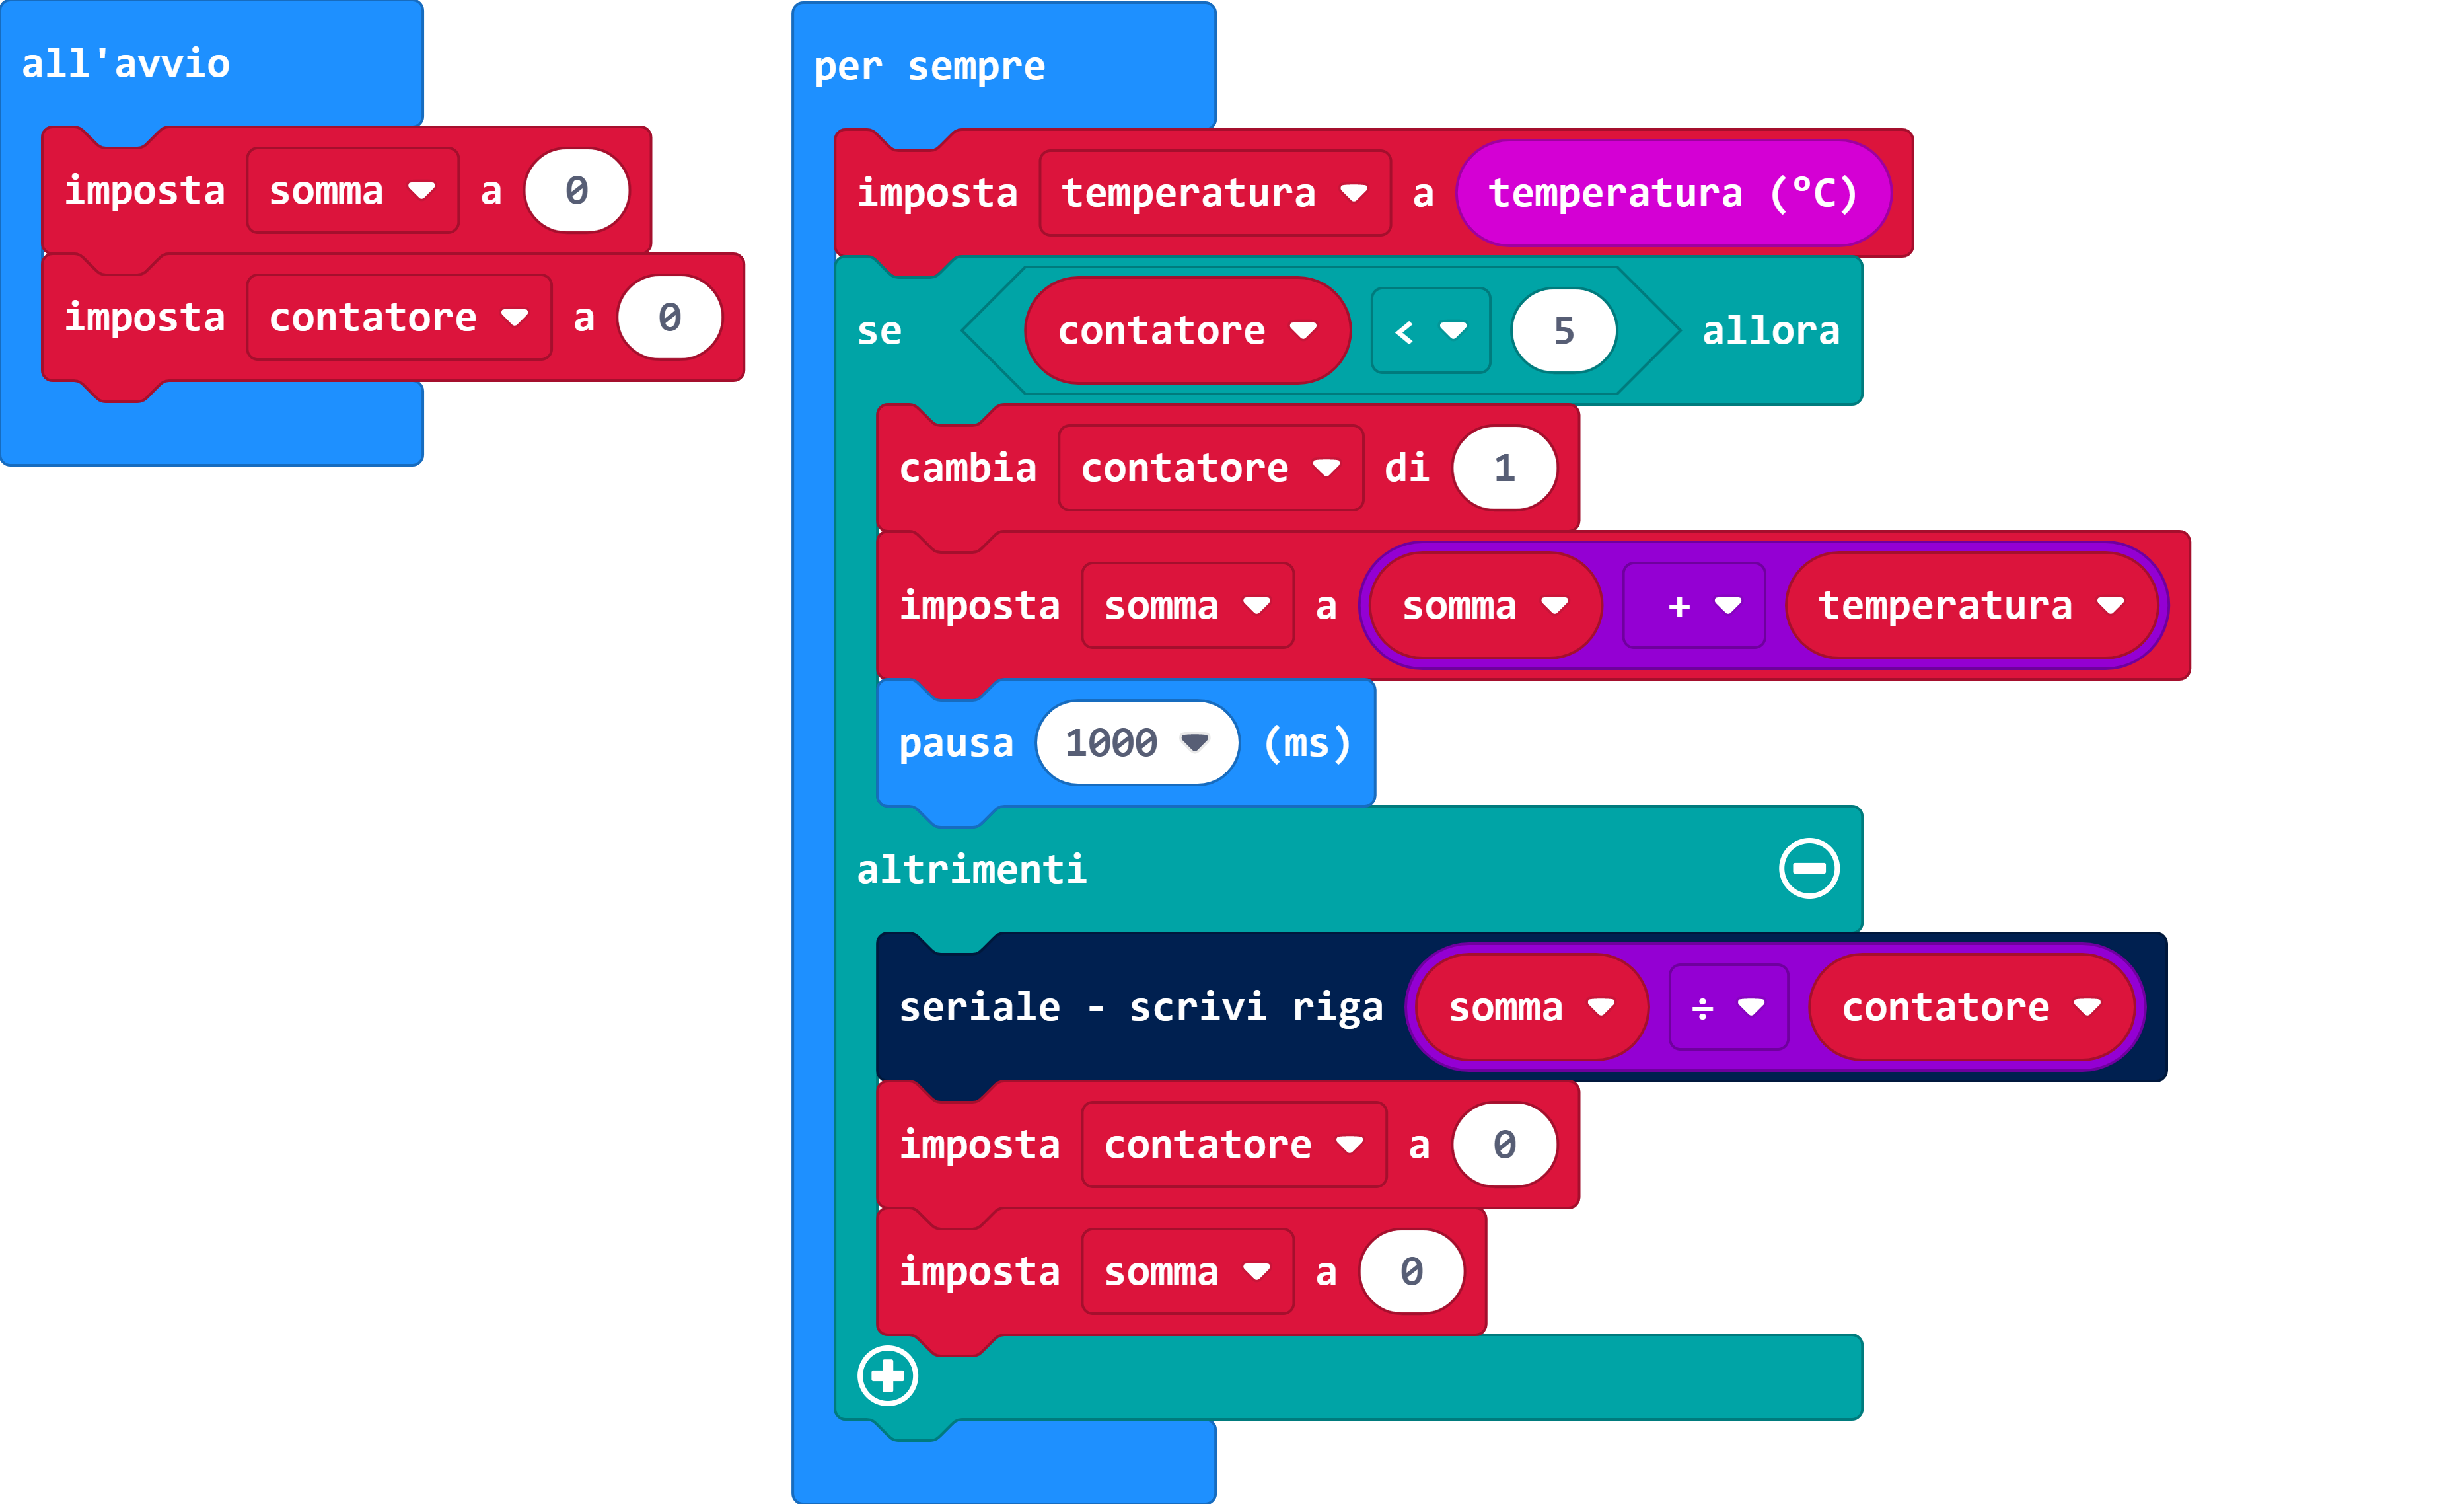 all'avvio
imposta somma a 0
imposta contatore a 0
per sempre
imposta temperatura a temperatura (°C)
se contatore < 5 allora
cambia contatore di 1
imposta somma a somma + temperatura
pausa 1000 (ms)
altrimenti
seriale - scrivi riga somma ÷ contatore
imposta contatore a 0
imposta somma a 0